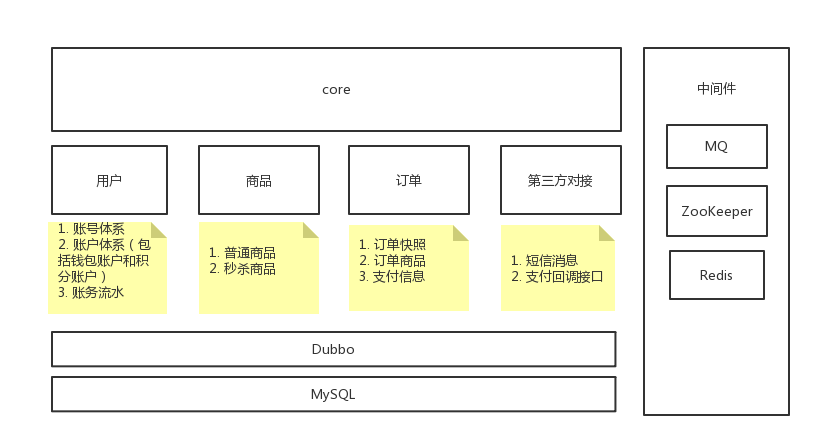 core
中间件
用户
商品
订单
第三方对接
MQ
ZooKeeper
Redis
1. 账号体系
2. 账户体系（包
括钱包账户和积
分账户）
3. 账务流水
1. 普通商品
2. 秒杀商品
1. 订单快照
2. 订单商品
3. 支付信息
1. 短信消息
2. 支付回调接口
Dubbo
MySQL